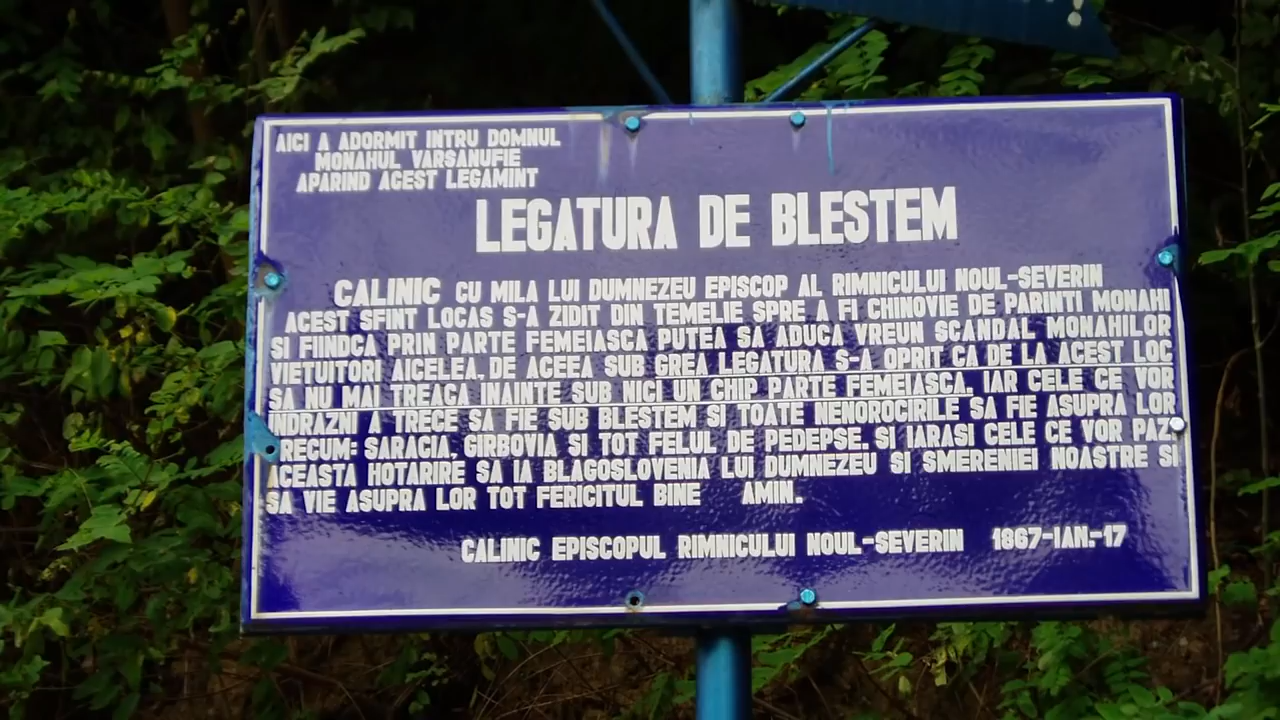 AICI A ADORMIT INTRU DOMNUL
MONAHUL VARSANUFIE
APARIND ACEST LEGAMINT
LEGATURA DE BLESTEM
CALINIC CU MILA LUI DUMNEZEU EPISCOP AL RIMNICULUI NOUL-SEVERIN
ACEST SFINT LOCAS S-A ZIDIT DIN TEMELIE SPRE A FI CHINOVIE DE PARINTI MONAHI
SI FIINDCA PRIN PARTE FEMEIASCA PUTEA SA ADUCA VREUN SCANDAL MONAHILOR
VIETUITORI AICELEA, DE ACEEA SUB GREA LEGATURA S-A OPRIT CA DE LA ACEST LOC
SA NU MAI TREACA INAINTE SUB NICI UN CHIP PARTE FEMEIASCA. IAR CELE CE VOR
INDRAZNI A TRECE SA FIE SUB BLESTEM SI TOATE NENOROCIRILE SA FIE ASUPRA LOR
RECUM: SARACIA, GIRBOVIA SI TOT FELUL DE PEDEPSE. SI IARASI CELE CE VOR PAZI
ACEASTA HOTARIRE SA IA BLAGOSLOVENIA LUI DUMNEZEU SI SMERENIEI NOASTRE SI
SA VIE ASUPRA LOR TOT FERICITUL BINE AMIN.
CALINIC EPISCOPUL RIMNICULUI NOUL-SEVERIN 1867-IAN.-17